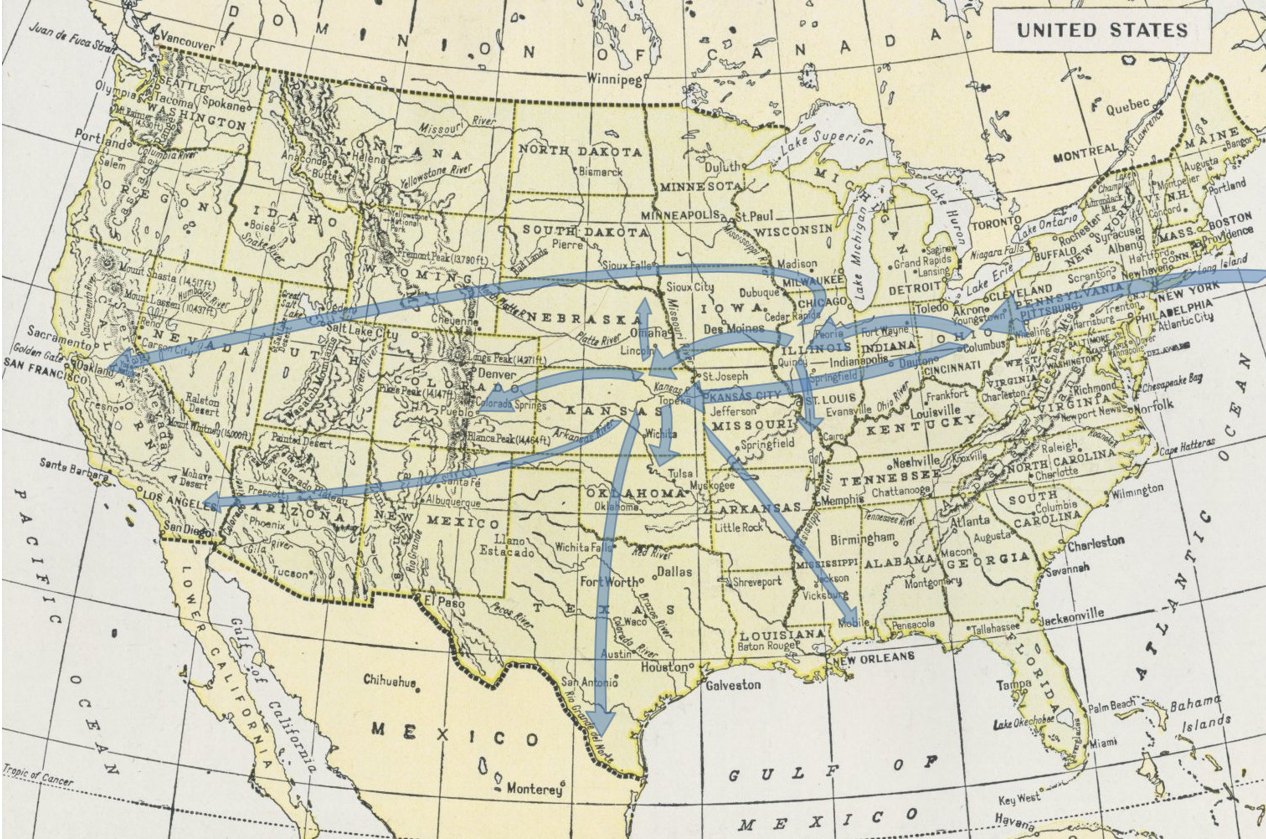 UNITED STATES
DOMINION OF CANADA
Juan de Fuca Strait
Vancouver
Winnipeg
Quebec
St. Lawrence
MAINE
SEATTLE
Olympia
Tacoma
Spokane
WASHINGTON
Portland
Columbia River
Salem
OREGON
Missouri River
MONTANA
Helena
Anaconda
Butte
Yellowstone River
NORTH DAKOTA
Bismarck
Duluth
Lake Superior
MONTREAL
Bangor
Augusta
Portland
Montpelier
VT.
N.H.
Concord
IDAHO
Boise
Snake River
Yellowstone National Park
Fremont Peak (13,790 ft.)
WYOMING
SOUTH DAKOTA
Pierre
Bad Lands
MINNESOTA
MINNEAPOLIS
St. Paul
WISCONSIN
MICHIGAN
Lake Michigan
Lake Huron
TORONTO
Lake Ontario
Rochester
Syracuse
Albany
NEW YORK
MASS.
BOSTON
Providence
Hartford
CONN.
Niagara Falls
BUFFALO
Saginaw
Grand Rapids
Lansing
DETROIT
Lake Erie
Scranton
Newhaven
Long Island
NEW YORK
Mount Shasta (14,517 ft.)
Mount Lassen (10,437 ft.)
Humboldt River
Sioux Falls
Sioux City
Madison
MILWAUKEE
Dubuque
CHICAGO
Cedar Rapids
IOWA
Des Moines
CLEVELAND
Toledo
Akron
Youngstown
PENNSYLVANIA
PITTSBURG
Harrisburg
Trenton
PHILADELPHIA
Atlantic City
Sacramento
Golden Gate
Oakland
SAN FRANCISCO
Reno
Carson City
NEVADA
Great Salt Lake
Ogden
Salt Lake City
UTAH
Cheyenne
NEBRASKA
Platte River
Omaha
Lincoln
Missouri
Peoria
ILLINOIS
Fort Wayne
INDIANA
Indianapolis
OHIO
Columbus
Dayton
CINCINNATI
Wheeling
WEST VIRGINIA
BALTIMORE
WASHINGTON
DELAWARE
Quincy
Springfield
Fresno
Ralston Desert
Mount Whitney (15,000 ft.)
Wahsatch Mountains
COLORADO
Denver
Pikes Peak (14,147 ft.)
Colorado Springs
Pueblo
Blanca Peak (14,464 ft.)
KANSAS
Kansas
Topeka
St. Joseph
KANSAS CITY
Jefferson
MISSOURI
ST. LOUIS
Evansville
Ohio River
Louisville
Frankfort
KENTUCKY
Charleston
Richmond
VIRGINIA
Newport News
Norfolk
Chesapeake Bay
Arkansas River
Wichita
Springfield
Cairo
Santa Barbara
LOS ANGELES
Mohave Desert
San Diego
Painted Desert
Prescott
Colorado Plateau
ARIZONA
Phoenix
Gila River
Tucson
Santa Fé
Albuquerque
NEW MEXICO
Rio Grande
Llano Estacado
El Paso
Tulsa
Muskogee
OKLAHOMA
Oklahoma
ARKANSAS
Little Rock
Memphis
Mississippi River
Nashville
Knoxville
TENNESSEE
Chattanooga
Tennessee River
Raleigh
NORTH CAROLINA
Charlotte
Cape Hatteras
Wilmington
SOUTH CAROLINA
Columbia
Atlanta
Augusta
Macon
GEORGIA
Charleston
Savannah
Birmingham
ALABAMA
Montgomery
MISSISSIPPI
Jackson
Vicksburg
Wichita Falls
Red River
Fort Worth
Dallas
TEXAS
Waco
Brazos River
Colorado River
Pecos River
Austin
San Antonio
Houston
Galveston
Rio Grande del Norte
Shreveport
LOUISIANA
Baton Rouge
NEW ORLEANS
Mobile
Pensacola
Tallahassee
Jacksonville
FLORIDA
Tampa
Lake Okechobee
Everglades
Palm Beach
Miami
Key West
Havana
Bahama Islands
LOWER CALIFORNIA
Gulf of California
Chihuahua
MEXICO
Monterey
GULF OF MEXICO
PACIFIC OCEAN
ATLANTIC OCEAN
Tropic of Cancer